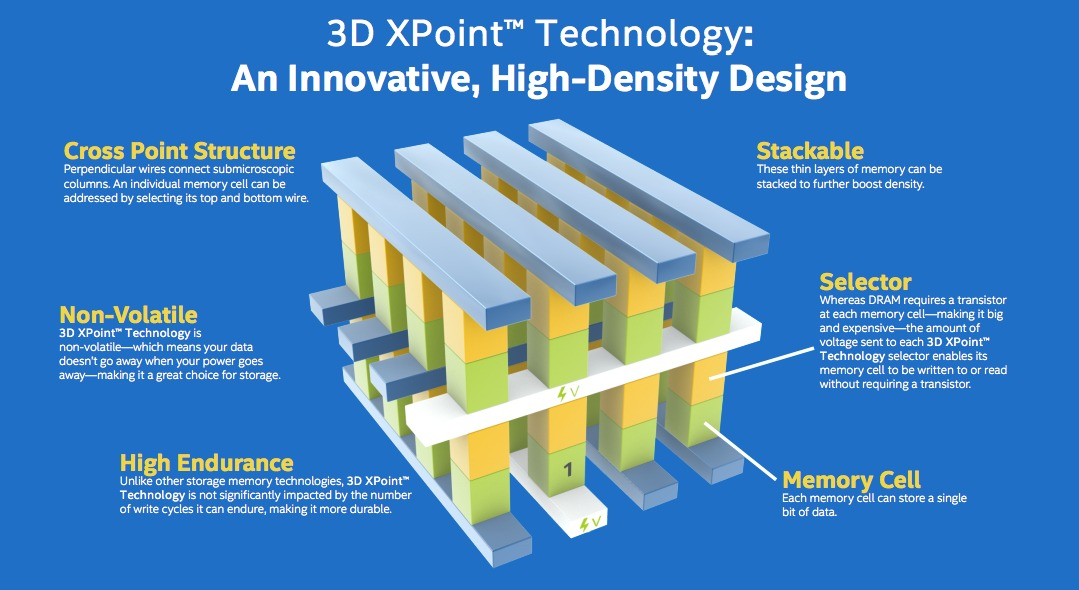 3D XPoint™ Technology:
An Innovative, High-Density Design
Cross Point Structure
Perpendicular wires connect submicroscopic
columns. An individual memory cell can be
addressed by selecting its top and bottom wire.
Non-Volatile
3D XPoint™ Technology is
non-volatile—which means your data
doesn't go away when your power goes
away—making it a great choice for storage.
High Endurance
Unlike other storage memory technologies, 3D XPoint™
Technology is not significantly impacted by the number
of write cycles it can endure, making it more durable.
Stackable
These thin layers of memory can be
stacked to further boost density.
Selector
Whereas DRAM requires a transistor
at each memory cell—making it big
and expensive—the amount of
voltage sent to each 3D XPoint™
Technology selector enables its
memory cell to be written to or read
without requiring a transistor.
Memory Cell
Each memory cell can store a single
bit of data.
V
1
V